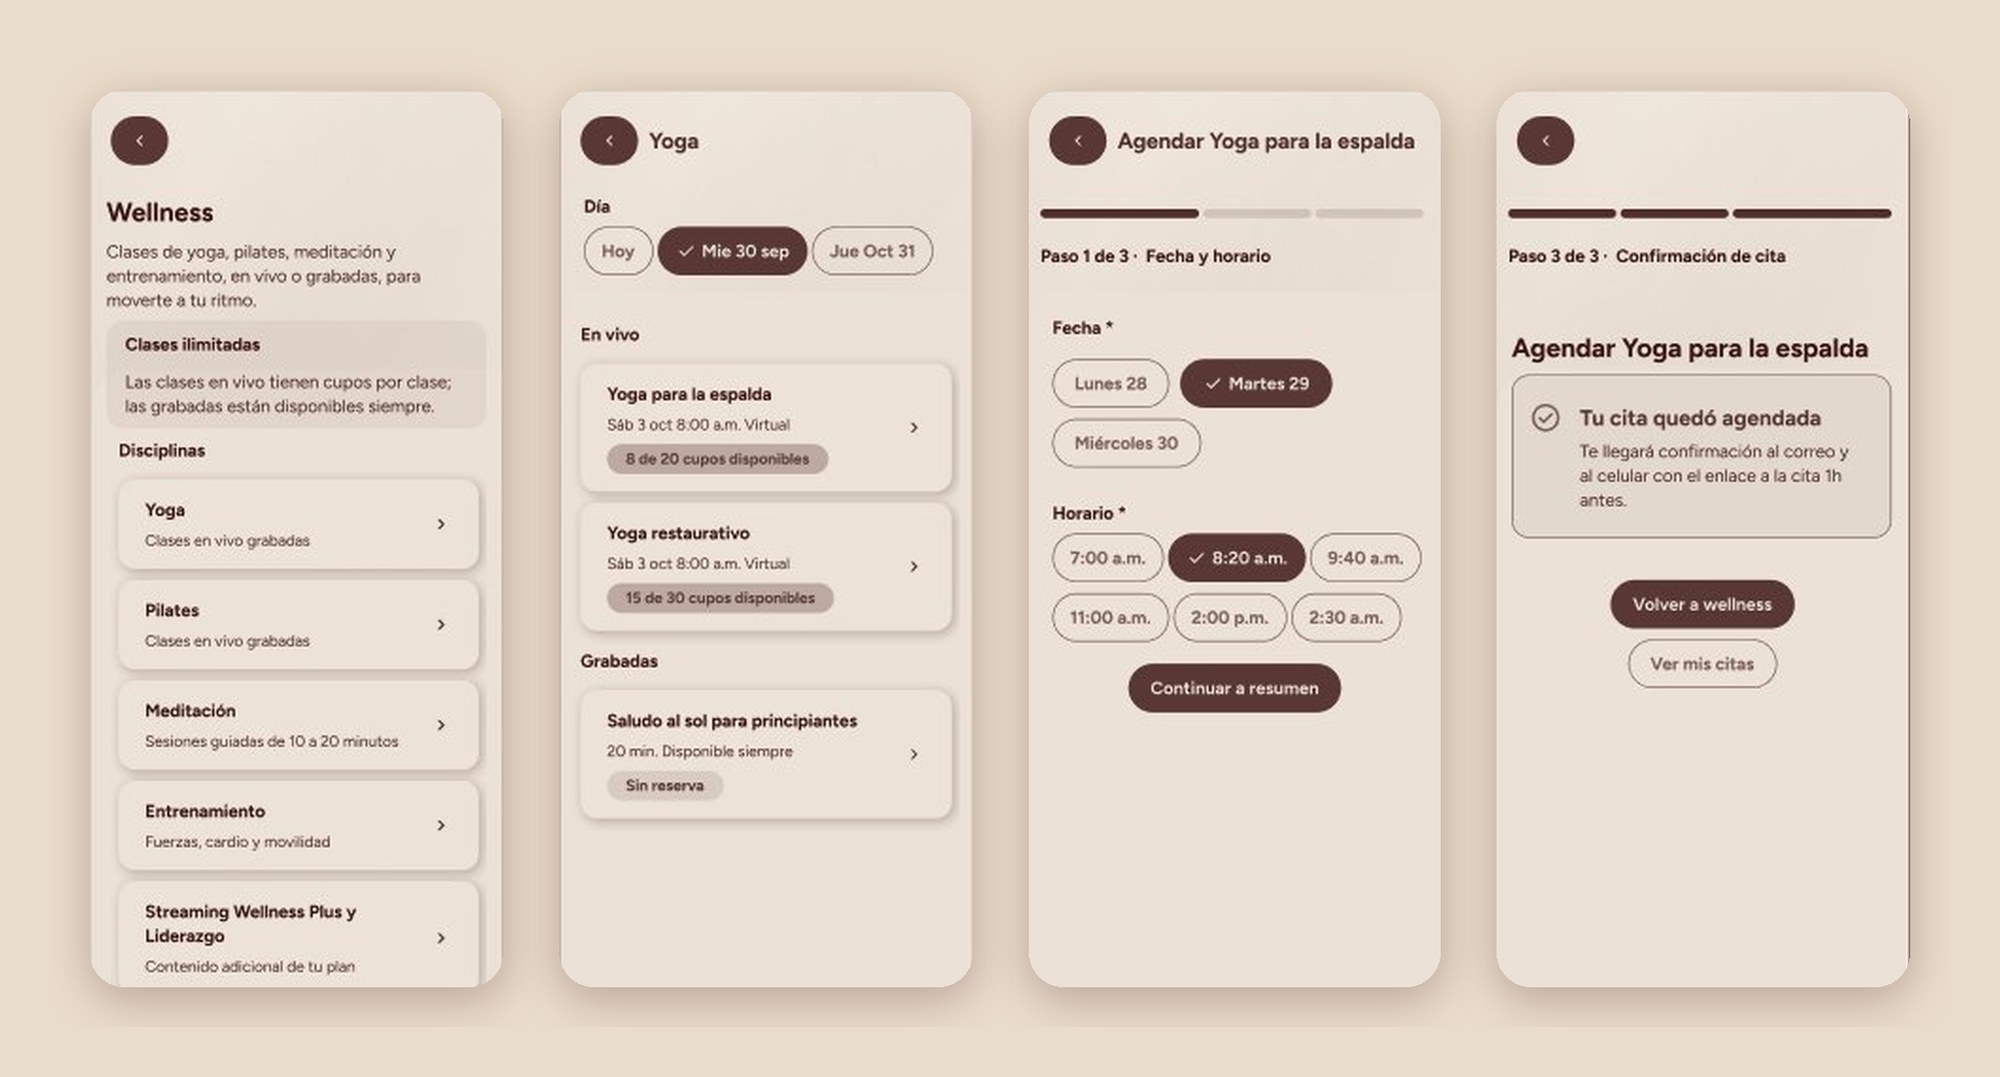 Wellness
Clases de yoga, pilates, meditación y
entrenamiento, en vivo o grabadas, para
moverte a tu ritmo.
Clases ilimitadas
Las clases en vivo tienen cupos por clase;
las grabadas están disponibles siempre.
Disciplinas
Yoga
Clases en vivo grabadas
Pilates
Clases en vivo grabadas
Meditación
Sesiones guiadas de 10 a 20 minutos
Entrenamiento
Fuerzas, cardio y movilidad
Streaming Wellness Plus y
Liderazgo
Contenido adicional de tu plan
Yoga
Día
Hoy
Mie 30 sep
Jue Oct 31
En vivo
Yoga para la espalda
Sáb 3 oct 8:00 a.m. Virtual
8 de 20 cupos disponibles
Yoga restaurativo
Sáb 3 oct 8:00 a.m. Virtual
15 de 30 cupos disponibles
Grabadas
Saludo al sol para principiantes
20 min. Disponible siempre
Sin reserva
Agendar Yoga para la espalda
Paso 1 de 3 · Fecha y horario
Fecha *
Lunes 28
Martes 29
Miércoles 30
Horario *
7:00 a.m.
8:20 a.m.
9:40 a.m.
11:00 a.m.
2:00 p.m.
2:30 a.m.
Continuar a resumen
Paso 3 de 3 · Confirmación de cita
Agendar Yoga para la espalda
Tu cita quedó agendada
Te llegará confirmación al correo y
al celular con el enlace a la cita 1h
antes.
Volver a wellness
Ver mis citas